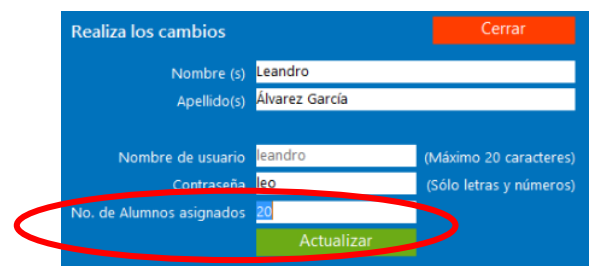 Realiza los cambios Cerrar
Nombre (s) Leandro
Apellido(s) Álvarez García
Nombre de usuario leandro (Máximo 20 caracteres)
Contraseña leo (Sólo letras y números)
No. de Alumnos asignados 20
Actualizar